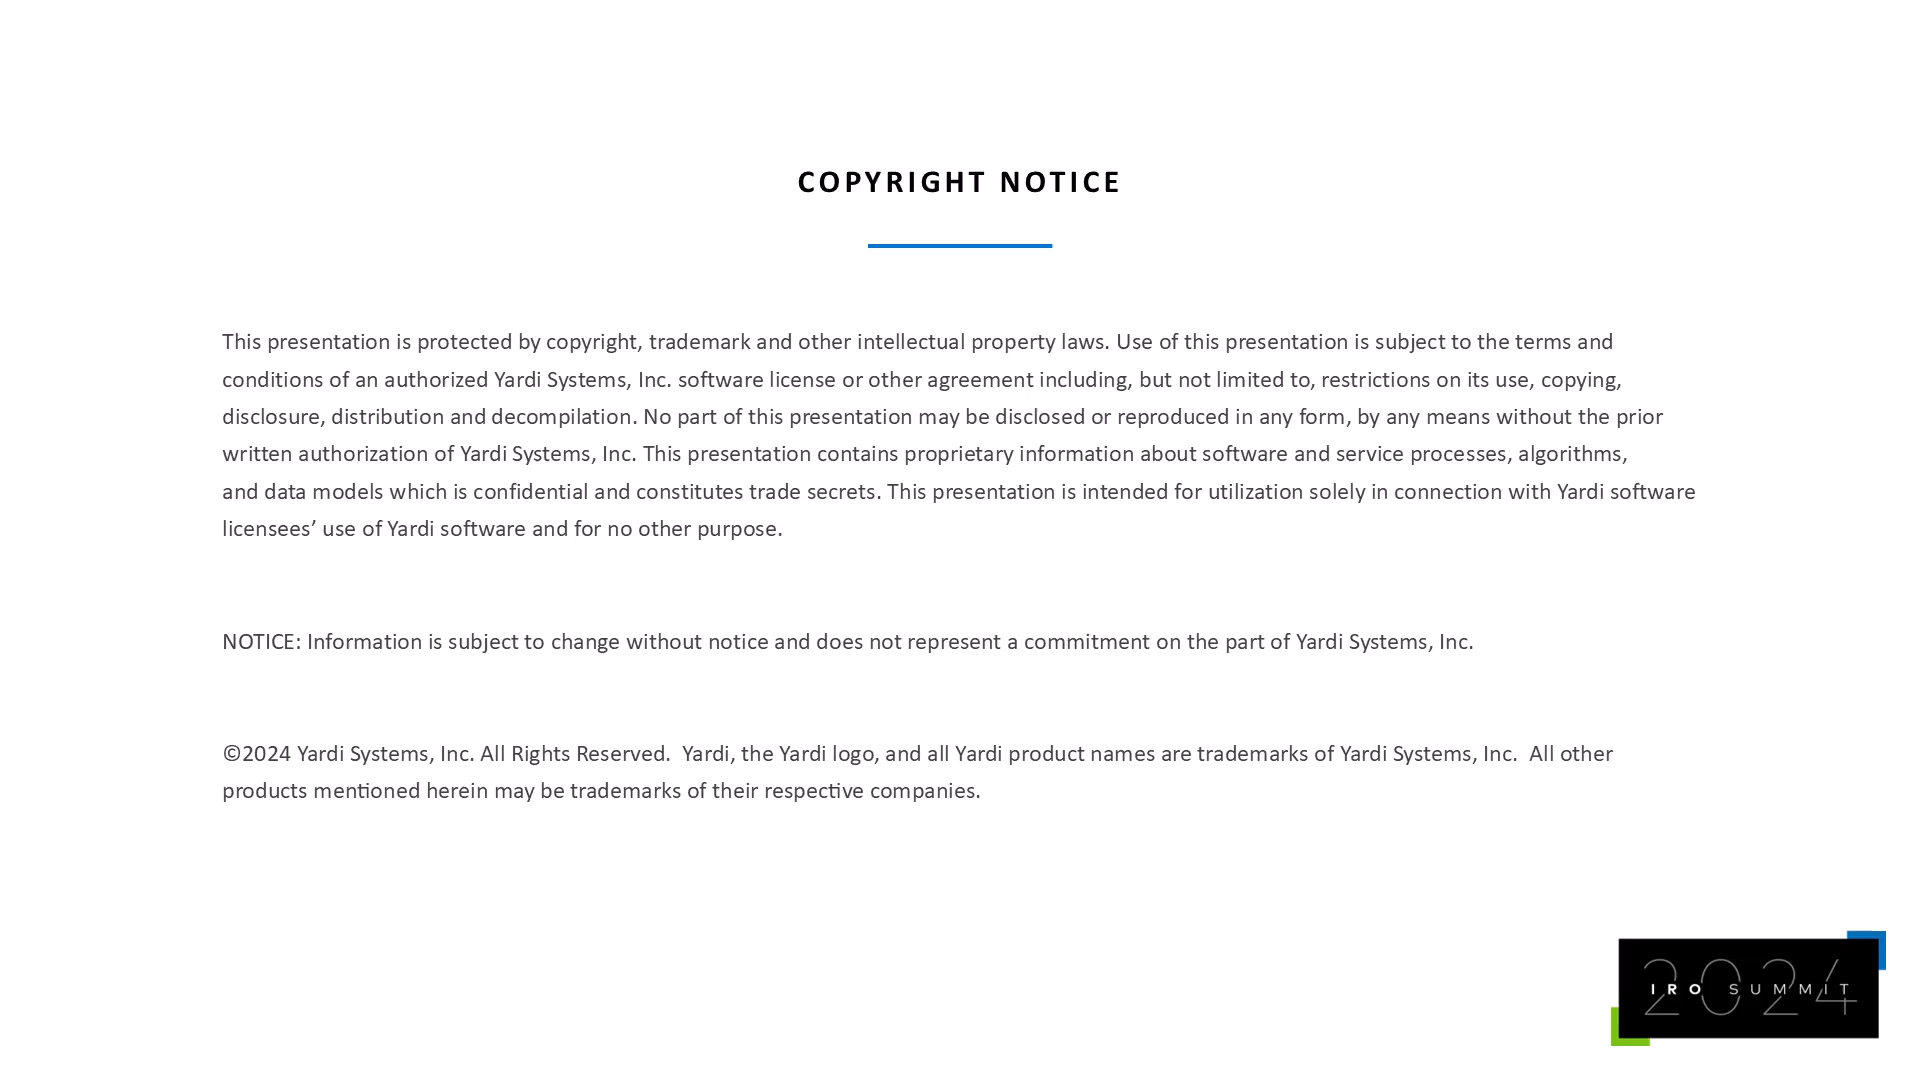 COPYRIGHT NOTICE
This presentation is protected by copyright, trademark and other intellectual property laws. Use of this presentation is subject to the terms and
conditions of an authorized Yardi Systems, Inc. software license or other agreement including, but not limited to, restrictions on its use, copying,
disclosure, distribution and decompilation. No part of this presentation may be disclosed or reproduced in any form, by any means without the prior
written authorization of Yardi Systems, Inc. This presentation contains proprietary information about software and service processes, algorithms,
and data models which is confidential and constitutes trade secrets. This presentation is intended for utilization solely in connection with Yardi software
licensees’ use of Yardi software and for no other purpose.
NOTICE: Information is subject to change without notice and does not represent a commitment on the part of Yardi Systems, Inc.
©2024 Yardi Systems, Inc. All Rights Reserved.  Yardi, the Yardi logo, and all Yardi product names are trademarks of Yardi Systems, Inc.  All other
products mentioned herein may be trademarks of their respective companies.
2024
IRO SUMMIT